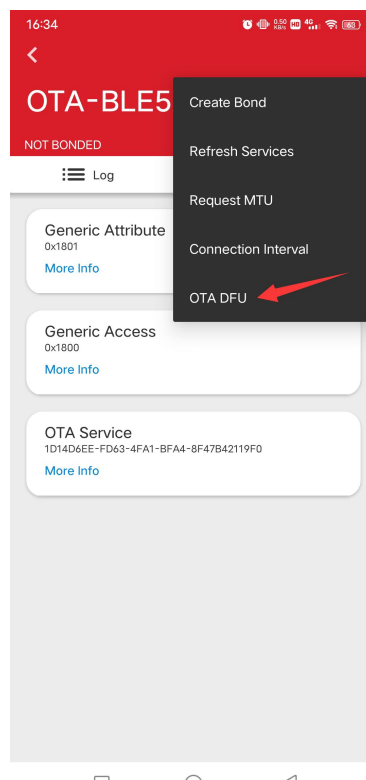 16:34
0.50
KB/s
HD
4G
60
OTA-BLE5
NOT BONDED
Log
Create Bond
Refresh Services
Request MTU
Connection Interval
OTA DFU
Generic Attribute
0x1801
More Info
Generic Access
0x1800
More Info
OTA Service
1D14D6EE-FD63-4FA1-BFA4-8F47B42119F0
More Info